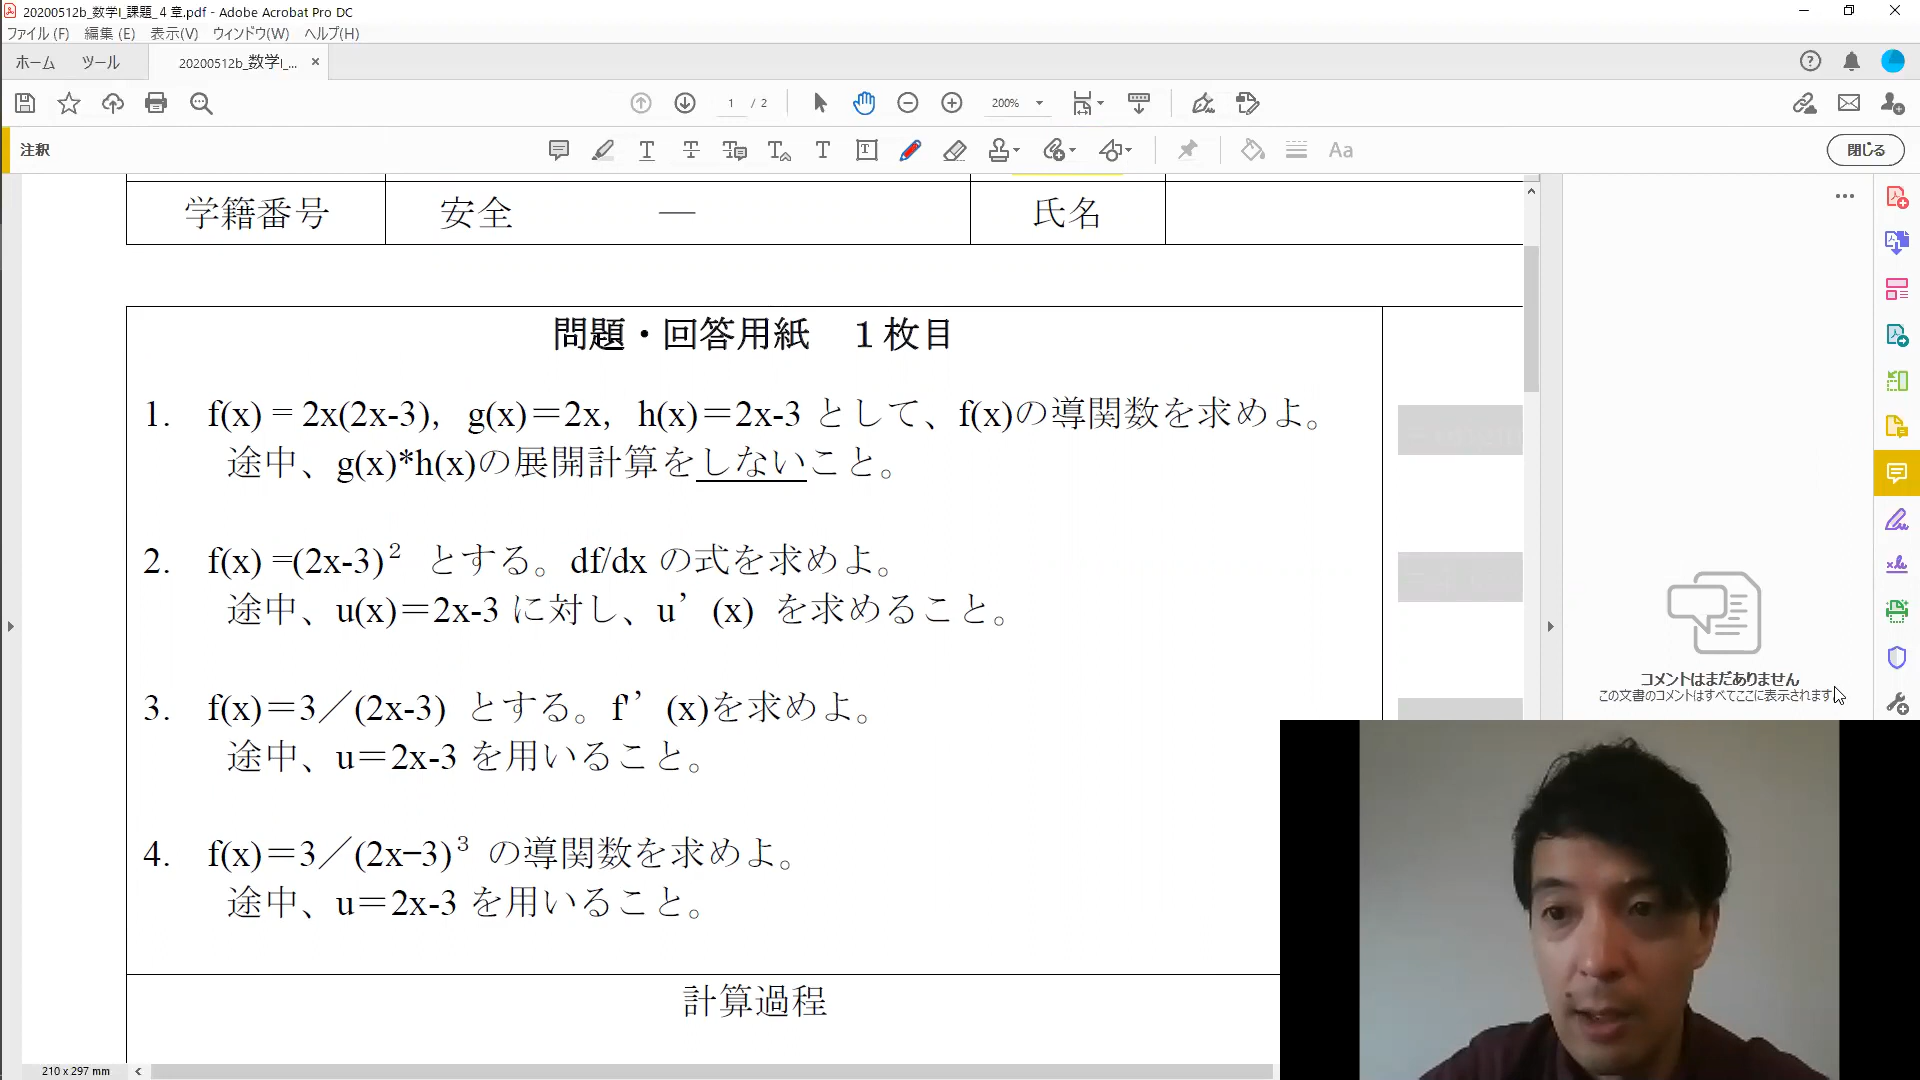 20200512b_数学I_課題_４章.pdf - Adobe Acrobat Pro DC
ファイル(F) 編集(E) 表示(V) ウィンドウ(W) ヘルプ(H)
ホーム ツール 20200512b_数学I_...
1 / 2 200%
注釈 閉じる
学籍番号 安全 ― 氏名
問題・回答用紙　１枚目
1. f(x) = 2x(2x-3), g(x)＝2x, h(x)＝2x-3 として、f(x)の導関数を求めよ。
途中、g(x)*h(x)の展開計算をしないこと。
2. f(x) =(2x-3)² とする。df/dx の式を求めよ。
途中、u(x)＝2x-3 に対し、u’(x) を求めること。
3. f(x)＝3／(2x-3) とする。f’(x)を求めよ。
途中、u＝2x-3 を用いること。
4. f(x)＝3／(2x−3)³ の導関数を求めよ。
途中、u＝2x-3 を用いること。
計算過程
コメントはまだありません
この文書のコメントはすべてここに表示されます
210 x 297 mm